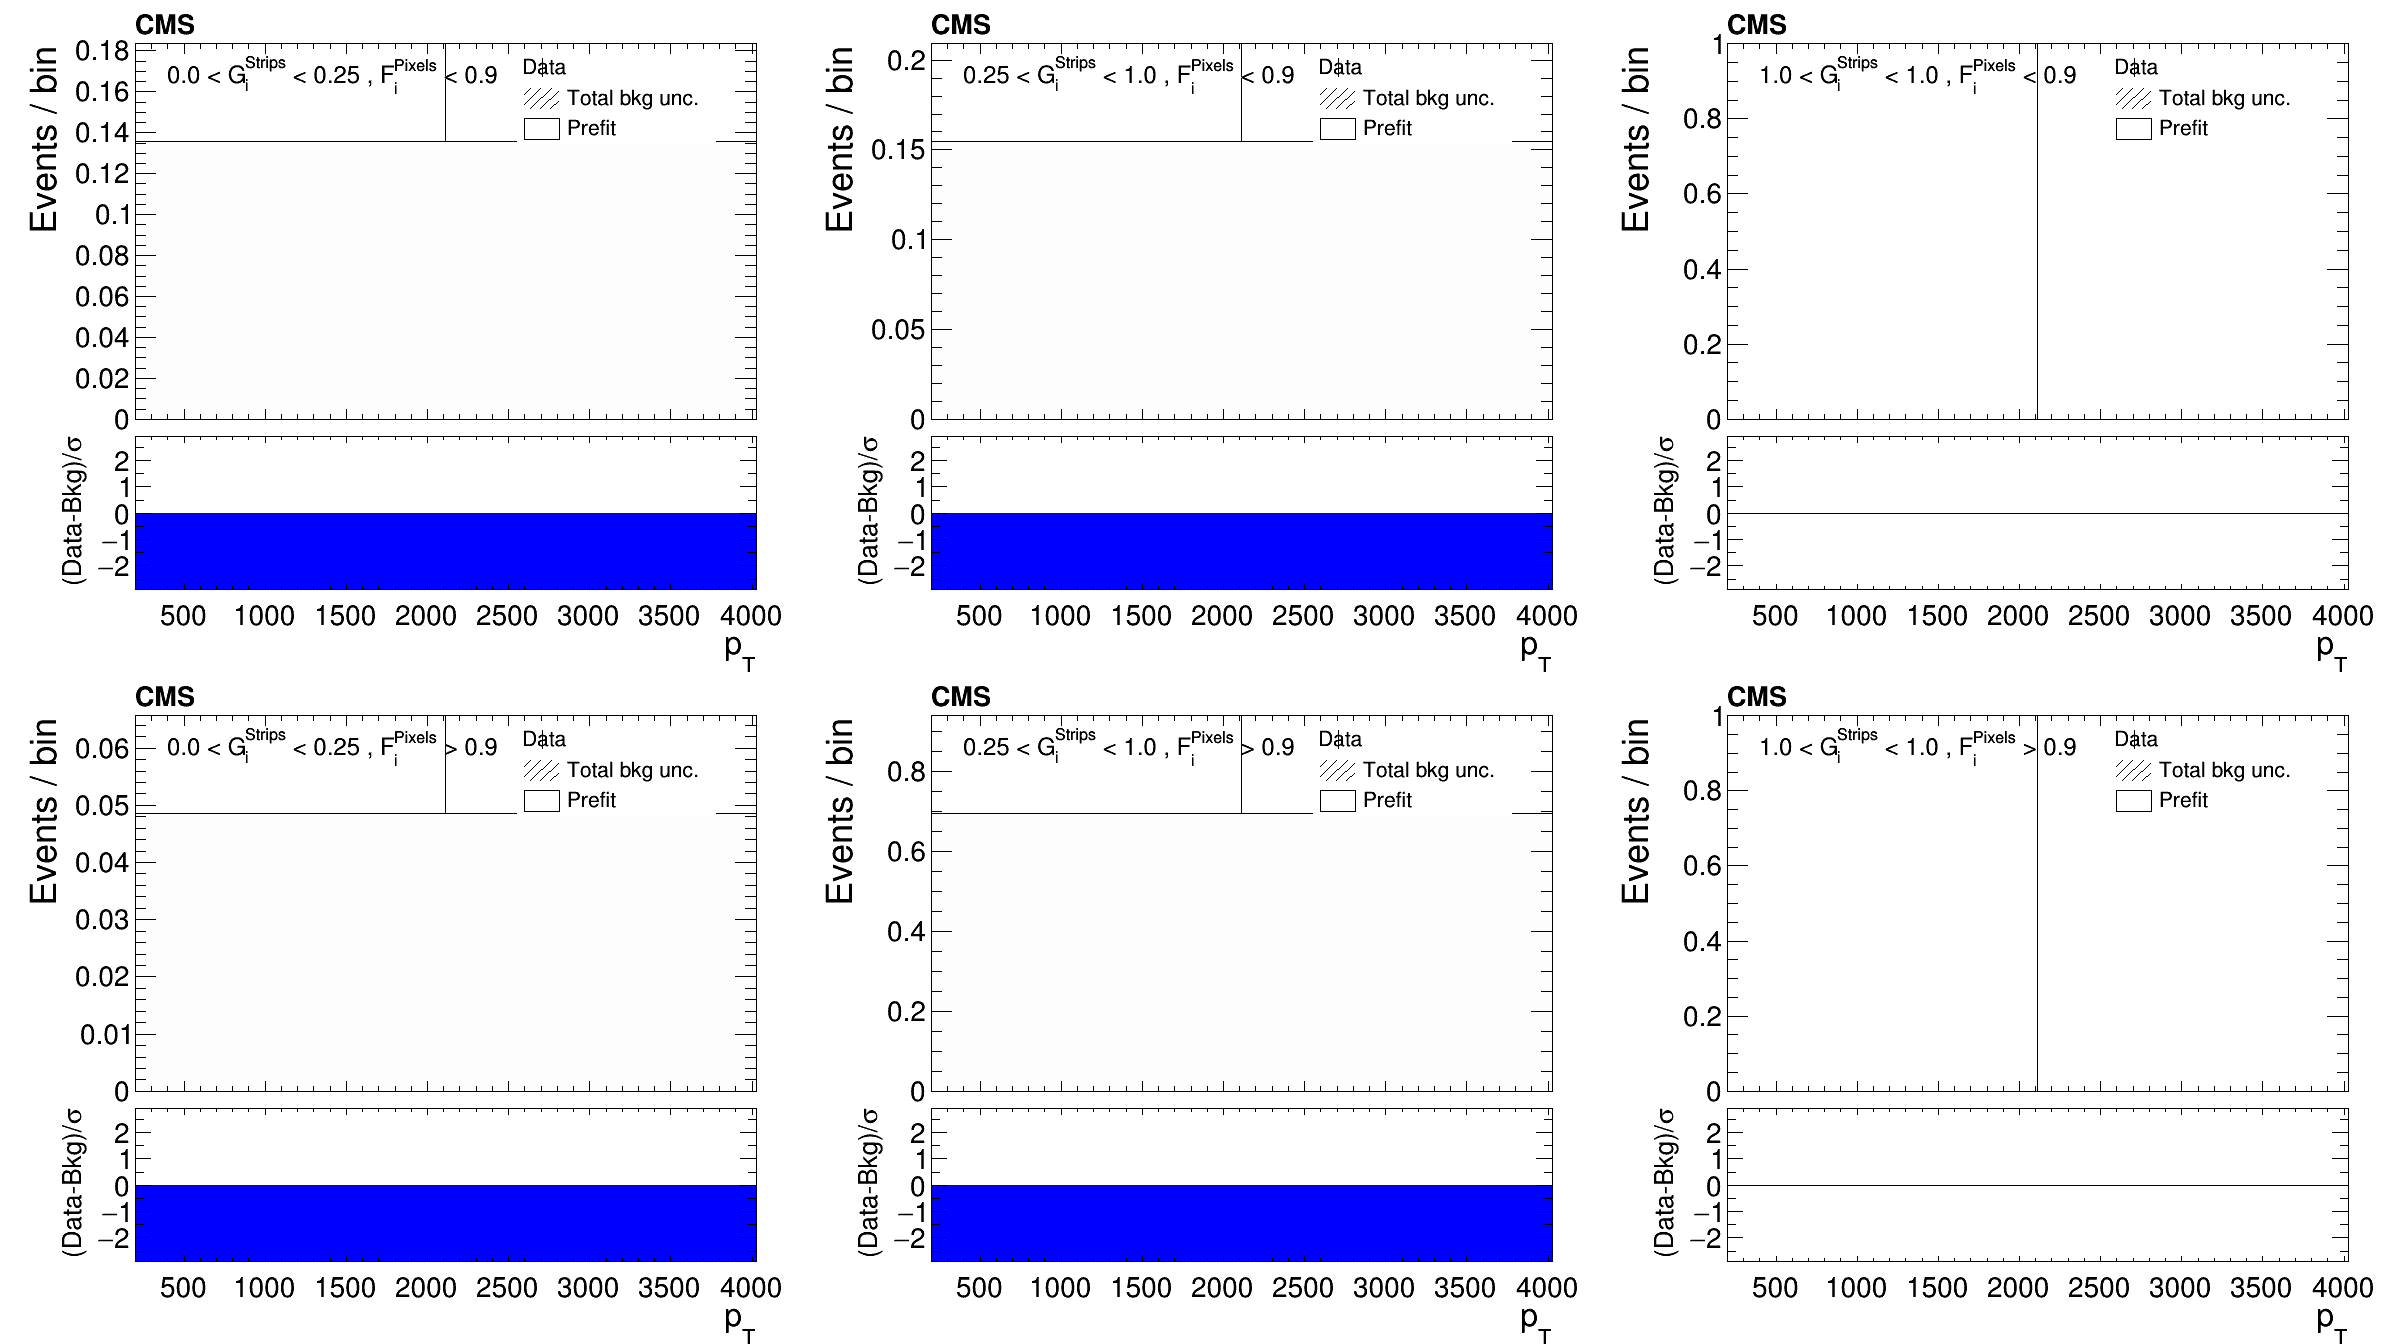 CMS
0.0 < G_i^Strips < 0.25 , F_i^Pixels < 0.9
Data
Total bkg unc.
Prefit
Events / bin
0.18
0.16
0.14
0.12
0.1
0.08
0.06
0.04
0.02
0
(Data-Bkg)/σ
2
1
0
−1
−2
500 1000 1500 2000 2500 3000 3500 4000
p_T
CMS
0.25 < G_i^Strips < 1.0 , F_i^Pixels < 0.9
Data
Total bkg unc.
Prefit
Events / bin
0.2
0.15
0.1
0.05
0
(Data-Bkg)/σ
2
1
0
−1
−2
500 1000 1500 2000 2500 3000 3500 4000
p_T
CMS
1.0 < G_i^Strips < 1.0 , F_i^Pixels < 0.9
Data
Total bkg unc.
Prefit
Events / bin
1
0.8
0.6
0.4
0.2
0
(Data-Bkg)/σ
2
1
0
−1
−2
500 1000 1500 2000 2500 3000 3500 4000
p_T
CMS
0.0 < G_i^Strips < 0.25 , F_i^Pixels > 0.9
Data
Total bkg unc.
Prefit
Events / bin
0.06
0.05
0.04
0.03
0.02
0.01
0
(Data-Bkg)/σ
2
1
0
−1
−2
500 1000 1500 2000 2500 3000 3500 4000
p_T
CMS
0.25 < G_i^Strips < 1.0 , F_i^Pixels > 0.9
Data
Total bkg unc.
Prefit
Events / bin
0.8
0.6
0.4
0.2
0
(Data-Bkg)/σ
2
1
0
−1
−2
500 1000 1500 2000 2500 3000 3500 4000
p_T
CMS
1.0 < G_i^Strips < 1.0 , F_i^Pixels > 0.9
Data
Total bkg unc.
Prefit
Events / bin
1
0.8
0.6
0.4
0.2
0
(Data-Bkg)/σ
2
1
0
−1
−2
500 1000 1500 2000 2500 3000 3500 4000
p_T